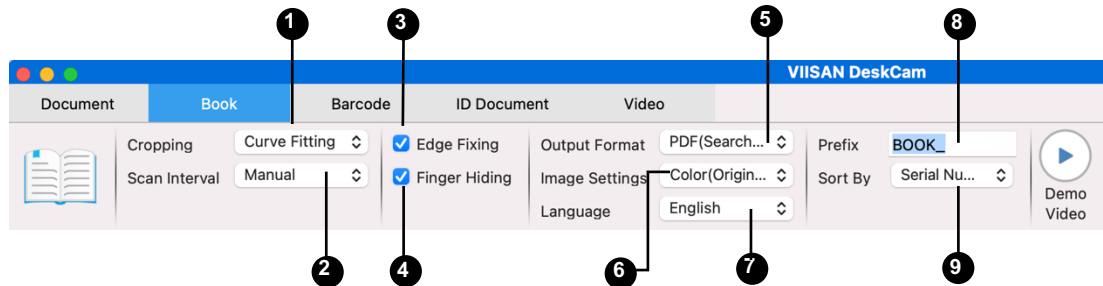 1 3 5 8
VIISAN DeskCam
Document Book Barcode ID Document Video
Cropping Curve Fitting Edge Fixing Output Format PDF(Search... Prefix BOOK_
Scan Interval Manual Finger Hiding Image Settings Color(Origin... Sort By Serial Nu...
Language English
Demo
Video
2 4 6 7 9